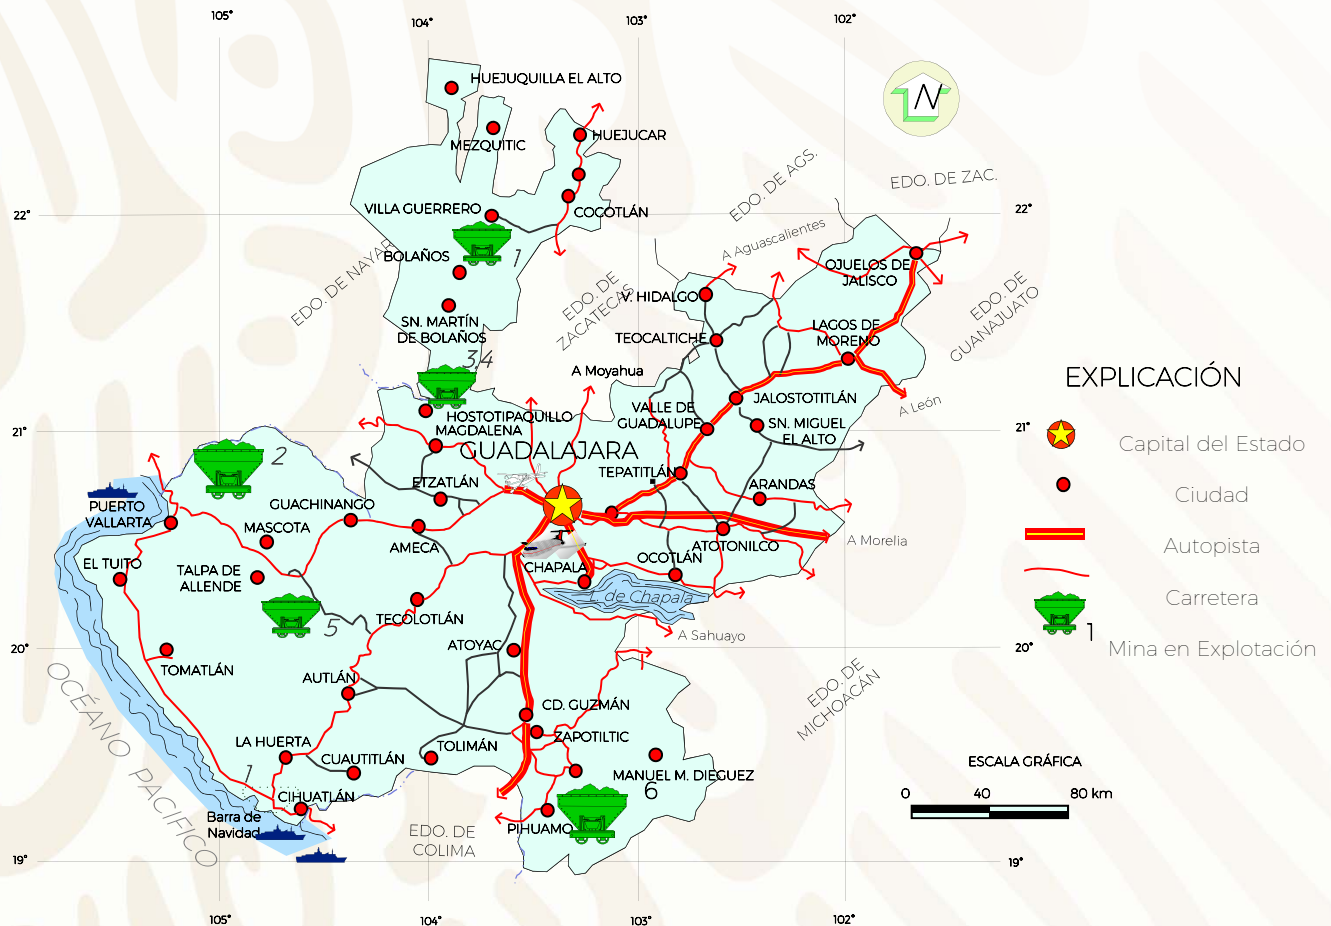 105°
104°
103°
102°
HUEJUQUILLA EL ALTO
N
MEZQUITIC
HUEJUCAR
EDO. DE AGS.
EDO. DE ZAC.
22°
VILLA GUERRERO
COCOTLÁN
22°
A Aguascalientes
1
BOLAÑOS
EDO. DE NAYAR
OJUELOS DE
JALISCO
EDO. DE
ZACATECAS
V. HIDALGO
EDO. DE
GUANAJUATO
SN. MARTÍN
DE BOLAÑOS
TEOCALTICHE
LAGOS DE
MORENO
3,4
A Moyahua
EXPLICACIÓN
HOSTOTIPAQUILLO
JALOSTOTITLÁN
A León
VALLE DE
GUADALUPE
21°
MAGDALENA
SN. MIGUEL
EL ALTO
21°
Capital del Estado
GUADALAJARA
2
TEPATITLÁN
ETZATLÁN
ARANDAS
Ciudad
PUERTO
VALLARTA
GUACHINANGO
MASCOTA
AMECA
ATOTONILCO
A Morelia
Autopista
EL TUITO
TALPA DE
ALLENDE
CHAPALA
OCOTLÁN
L. de Chapala
Carretera
5
TECOLOTLÁN
1
A Sahuayo
ATOYAC
20°
20°
Mina en Explotación
TOMATLÁN
AUTLÁN
EDO. DE
MICHOACÁN
OCÉANO PACIFICO
CD. GUZMÁN
LA HUERTA
TOLIMÁN
ZAPOTILTIC
CUAUTITLÁN
1
MANUEL M. DIEGUEZ
6
ESCALA GRÁFICA
0
40
80 km
CIHUATLÁN
Barra de
Navidad
PIHUAMO
EDO. DE
COLIMA
19°
19°
105°
104°
103°
102°